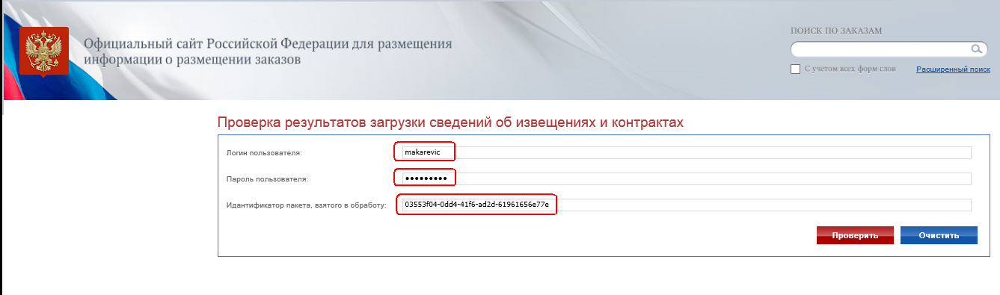 Официальный сайт Российской Федерации для размещения
информации о размещении заказов
ПОИСК ПО ЗАКАЗАМ
С учетом всех форм слов
Расширенный поиск
Проверка результатов загрузки сведений об извещениях и контрактах
Логин пользователя:
makarevic
Пароль пользователя:
•••••••••
Идантификатор пакета, взятого в обработу:
03553f04-0dd4-41f6-ad2d-61961656e77e
Проверить
Очистить